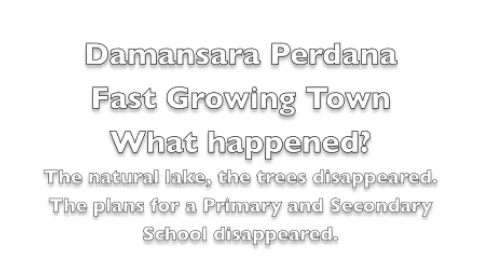 Damansara Perdana
Fast Growing Town
What happened?
The natural lake, the trees disappeared.
The plans for a Primary and Secondary
School disappeared.